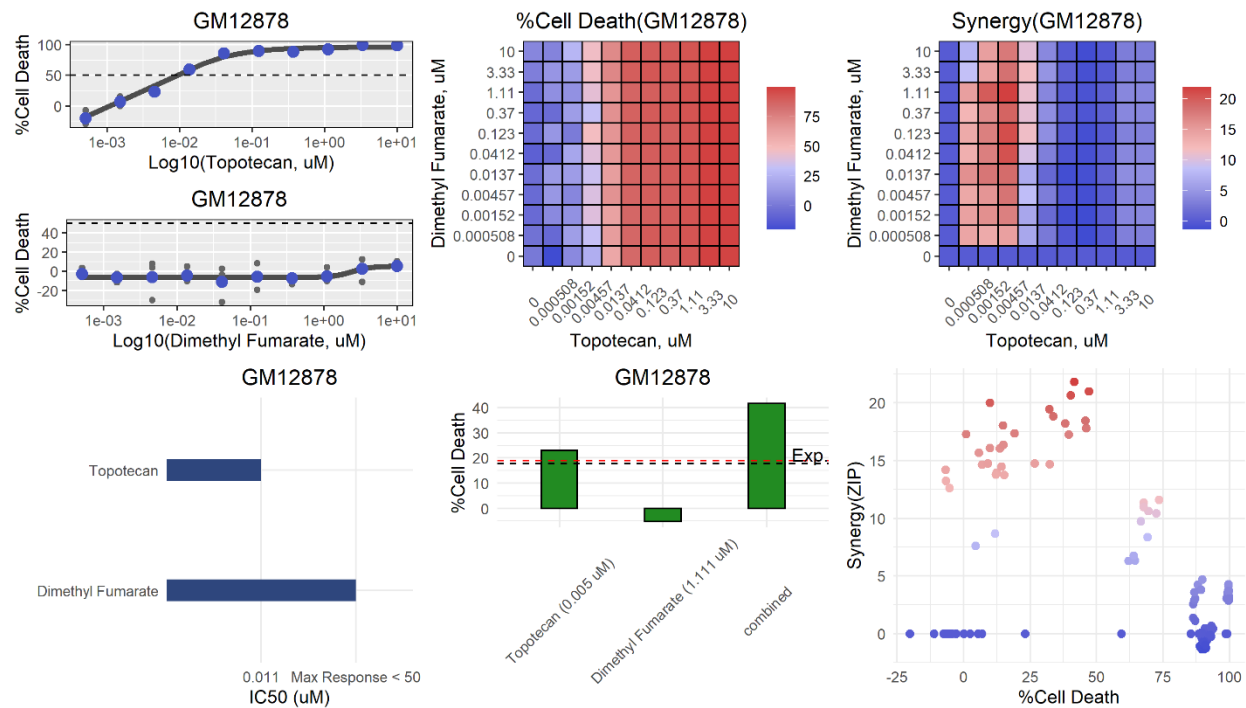 GM12878
%Cell Death
100
50
0
1e-03
1e-02
1e-01
1e+00
1e+01
Log10(Topotecan, uM)
GM12878
%Cell Death
40
20
0
-20
1e-03
1e-02
1e-01
1e+00
1e+01
Log10(Dimethyl Fumarate, uM)
%Cell Death(GM12878)
Dimethyl Fumarate, uM
10
3.33
1.11
0.37
0.123
0.0412
0.0137
0.00457
0.00152
0.000508
0
0
0.000508
0.00152
0.00457
0.0137
0.0412
0.123
0.37
1.11
3.33
10
Topotecan, uM
75
50
25
0
Synergy(GM12878)
Dimethyl Fumarate, uM
10
3.33
1.11
0.37
0.123
0.0412
0.0137
0.00457
0.00152
0.000508
0
0
0.000508
0.00152
0.00457
0.0137
0.0412
0.123
0.37
1.11
3.33
10
Topotecan, uM
20
15
10
5
0
GM12878
Topotecan
Dimethyl Fumarate
0.011
Max Response < 50
IC50 (uM)
GM12878
%Cell Death
40
30
20
10
0
Exp.
Topotecan (0.005 uM)
Dimethyl Fumarate (1.111 uM)
combined
Synergy(ZIP)
20
15
10
5
0
-25
0
25
50
75
100
%Cell Death